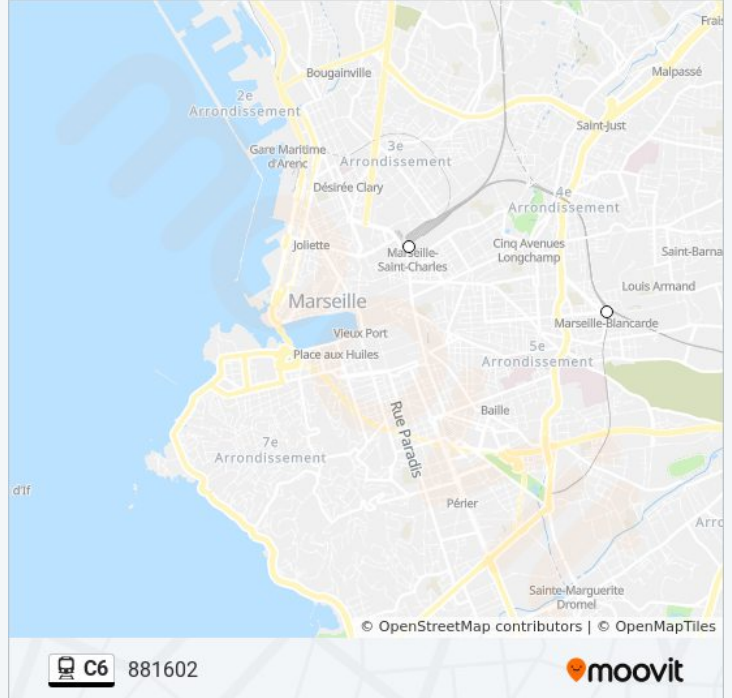 Frais
Bougainville
Malpassé
2e
Arrondissement
Saint-Just
3e
Arrondissement
Gare Maritime
d'Arenc
Désirée Clary
4e
Arrondissement
Joliette
Marseille-
Saint-Charles
Cinq Avenues
Longchamp
Saint-Barna
Louis Armand
Marseille
Marseille-Blancarde
Vieux Port
Place aux Huiles
5e
Arrondissement
Rue Paradis
Baille
7e
Arrondissement
d'If
Périer
Arro
Sainte-Marguerite
Dromel
© OpenStreetMap contributors | © OpenMapTiles
C6 881602
moovit